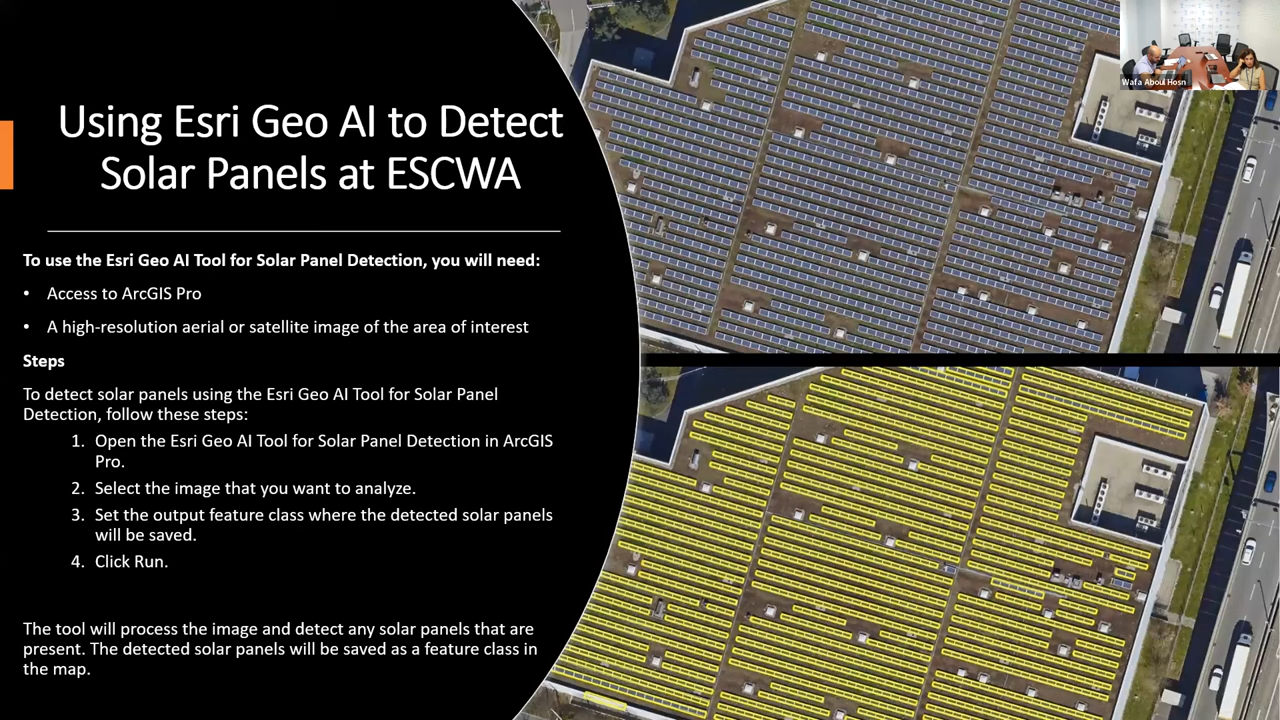 Using Esri Geo AI to Detect
Solar Panels at ESCWA
To use the Esri Geo AI Tool for Solar Panel Detection, you will need:
• Access to ArcGIS Pro
• A high-resolution aerial or satellite image of the area of interest
Steps
To detect solar panels using the Esri Geo AI Tool for Solar Panel
Detection, follow these steps:
1. Open the Esri Geo AI Tool for Solar Panel Detection in ArcGIS
Pro.
2. Select the image that you want to analyze.
3. Set the output feature class where the detected solar panels
will be saved.
4. Click Run.
The tool will process the image and detect any solar panels that are
present. The detected solar panels will be saved as a feature class in
the map.
Wafa Aboul Hosn